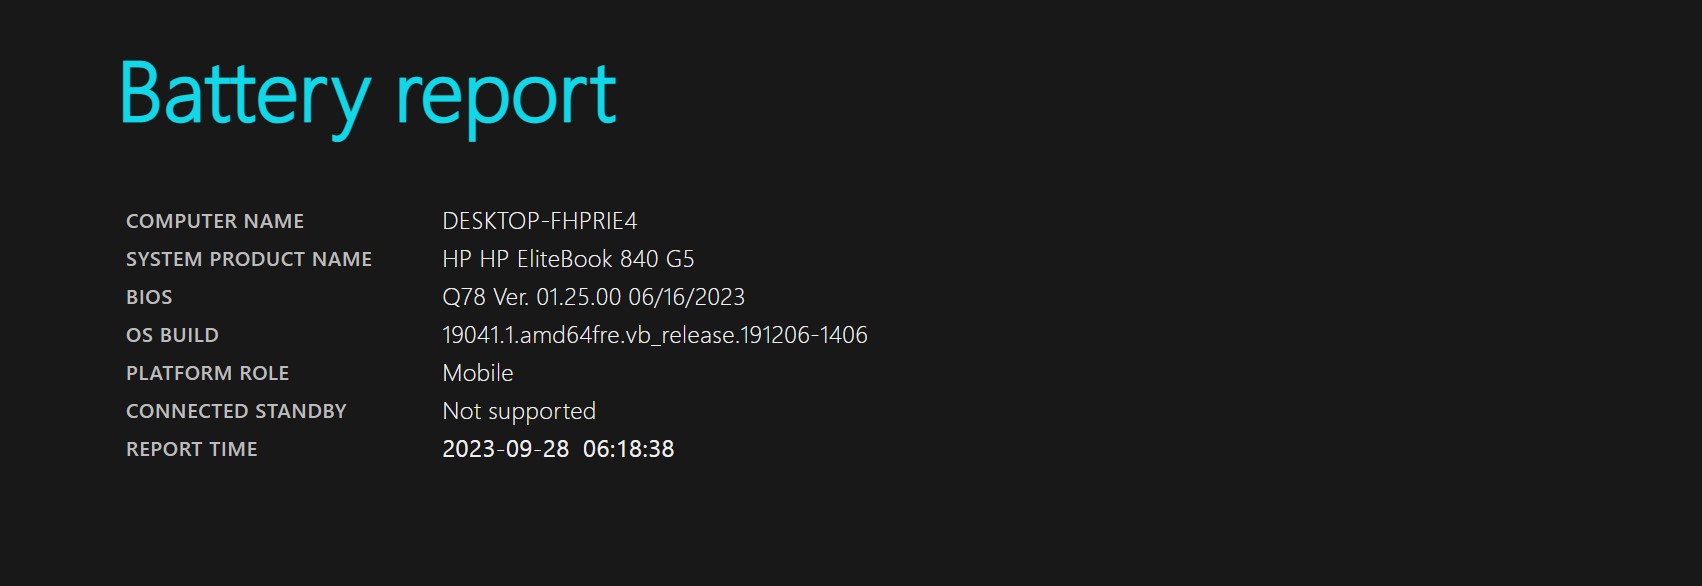 Battery report
COMPUTER NAME DESKTOP-FHPRIE4
SYSTEM PRODUCT NAME HP HP EliteBook 840 G5
BIOS Q78 Ver. 01.25.00 06/16/2023
OS BUILD 19041.1.amd64fre.vb_release.191206-1406
PLATFORM ROLE Mobile
CONNECTED STANDBY Not supported
REPORT TIME 2023-09-28 06:18:38